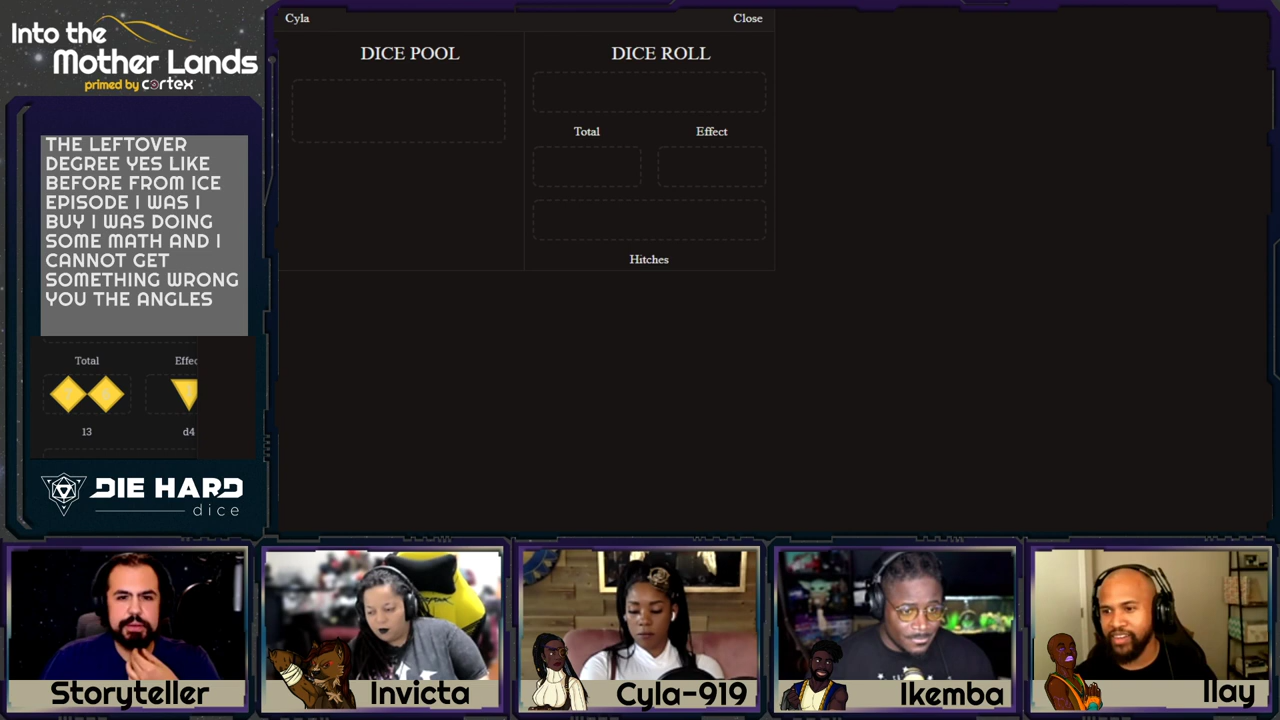 Into the
Mother Lands
primed by cortex
THE LEFTOVER
DEGREE YES LIKE
BEFORE FROM ICE
EPISODE I WAS I
BUY I WAS DOING
SOME MATH AND I
CANNOT GET
SOMETHING WRONG
YOU THE ANGLES
Total
Effec
13
d4
DIE HARD
dice
Cyla
Close
DICE POOL
DICE ROLL
Total
Effect
Hitches
Storyteller
Invicta
Cyla-919
Ikemba
Ilay